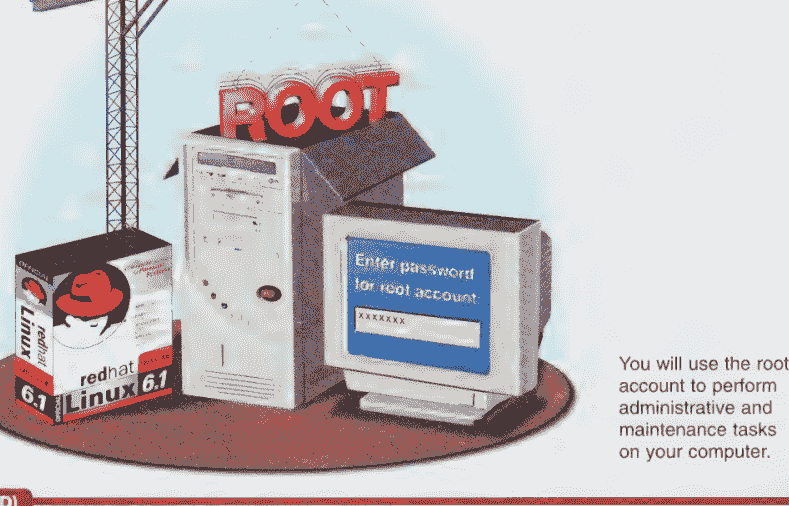 ROOT
Enter password
for root account
xxxxxxx
redhat
Linux
6.1
redhat
Linux 6.1
You will use the root
account to perform
administrative and
maintenance tasks
on your computer.